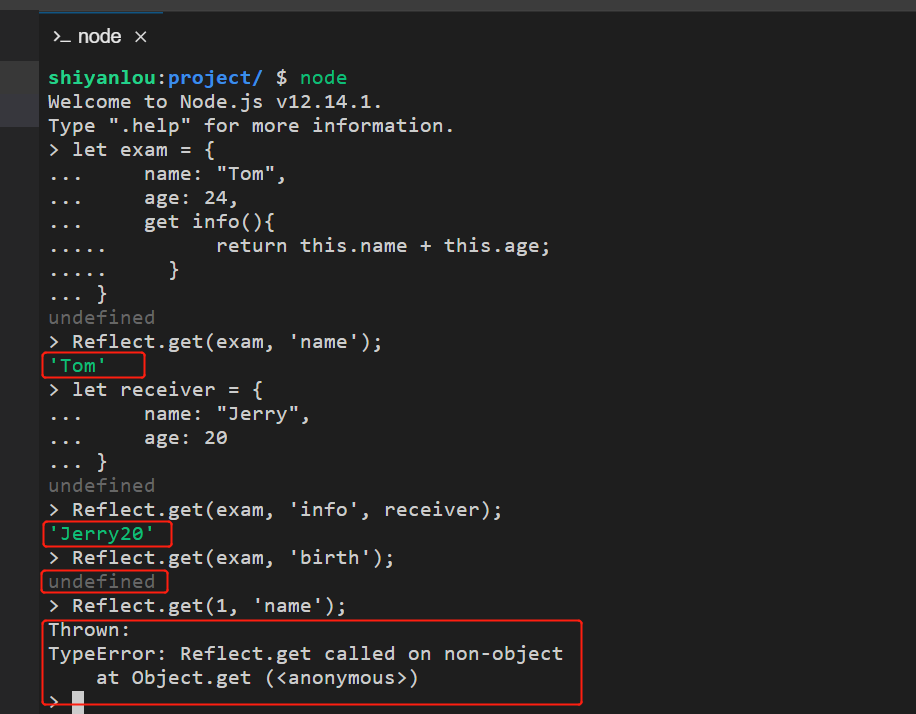 >_ node ×
shiyanlou:project/ $ node
Welcome to Node.js v12.14.1.
Type ".help" for more information.
> let exam = {
...     name: "Tom",
...     age: 24,
...     get info(){
.....         return this.name + this.age;
.....     }
... }
undefined
> Reflect.get(exam, 'name');
'Tom'
> let receiver = {
...     name: "Jerry",
...     age: 20
... }
undefined
> Reflect.get(exam, 'info', receiver);
'Jerry20'
> Reflect.get(exam, 'birth');
undefined
> Reflect.get(1, 'name');
Thrown:
TypeError: Reflect.get called on non-object
    at Object.get (<anonymous>)
>